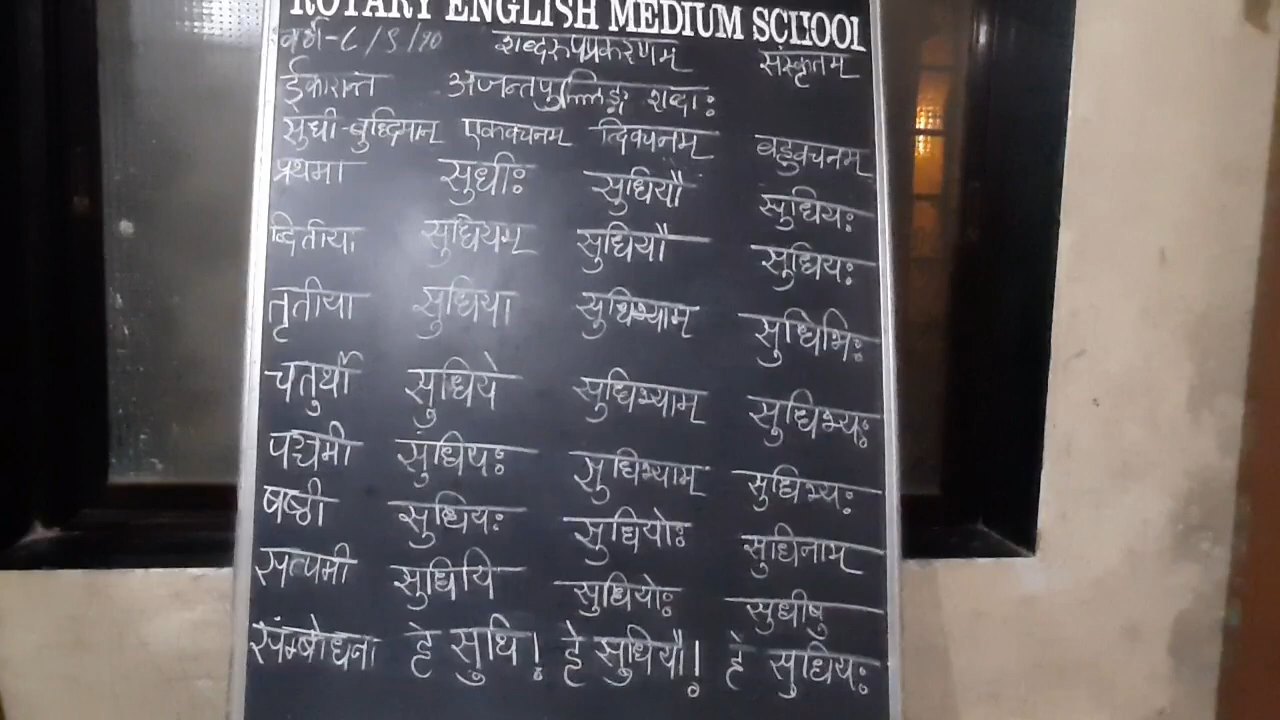 ROTARY ENGLISH MEDIUM SCHOOL
वर्ग-८/९/१० शब्दरूपप्रकरणम् संस्कृतम्
ईकारान्त अजन्तपुल्लिङ्ग शब्दाः
सुधी-बुध्दिमान् एकवचनम् व्दिवचनम् बहुवचनम्
प्रथमा सुधीः सुधियौ सुधियः
व्दितीया सुधियम् सुधियौ सुधियः
तृतीया सुधिया सुधिभ्याम् सुधिभिः
चतुर्थी सुधिये सुधिभ्याम् सुधिभ्यः
पञ्चमी सुधियः सुधिभ्याम् सुधिभ्यः
षष्ठी सुधियः सुधियोः सुधिनाम्
सप्तमी सुधियि सुधियोः सुधीषु
संम्बोधना हे सुधि! हे सुधियौ! हे सुधियः